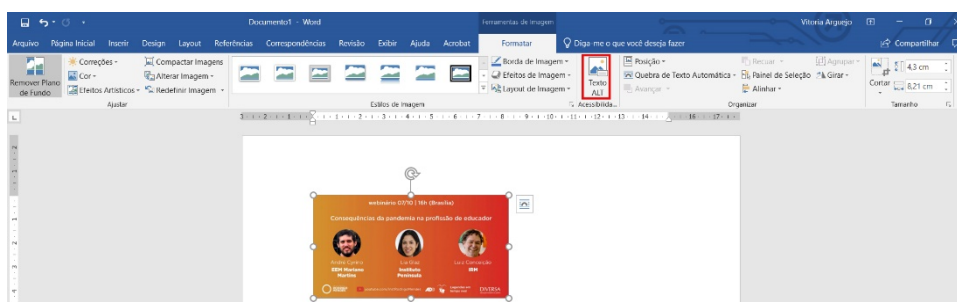 Documento1 - Word
Ferramentas de Imagem
Vitoria Arguejo
Arquivo Página Inicial Inserir Design Layout Referências Correspondências Revisão Exibir Ajuda Acrobat Formatar Diga-me o que você deseja fazer Compartilhar
Remover Plano de Fundo
Correções
Cor
Efeitos Artísticos
Compactar Imagens
Alterar Imagem
Redefinir Imagem
Ajustar
Estilos de Imagem
Borda de Imagem
Efeitos de Imagem
Layout de Imagem
Texto
ALT
Acessibilida...
Posição
Quebra de Texto Automática
Avançar
Recuar
Painel de Seleção
Alinhar
Agrupar
Girar
Organizar
Cortar
4,3 cm
8,21 cm
Tamanho
webinário 07/10 | 16h (Brasília)
Consequências da pandemia na profissão de educador
Instituto
Península
DIVERSA